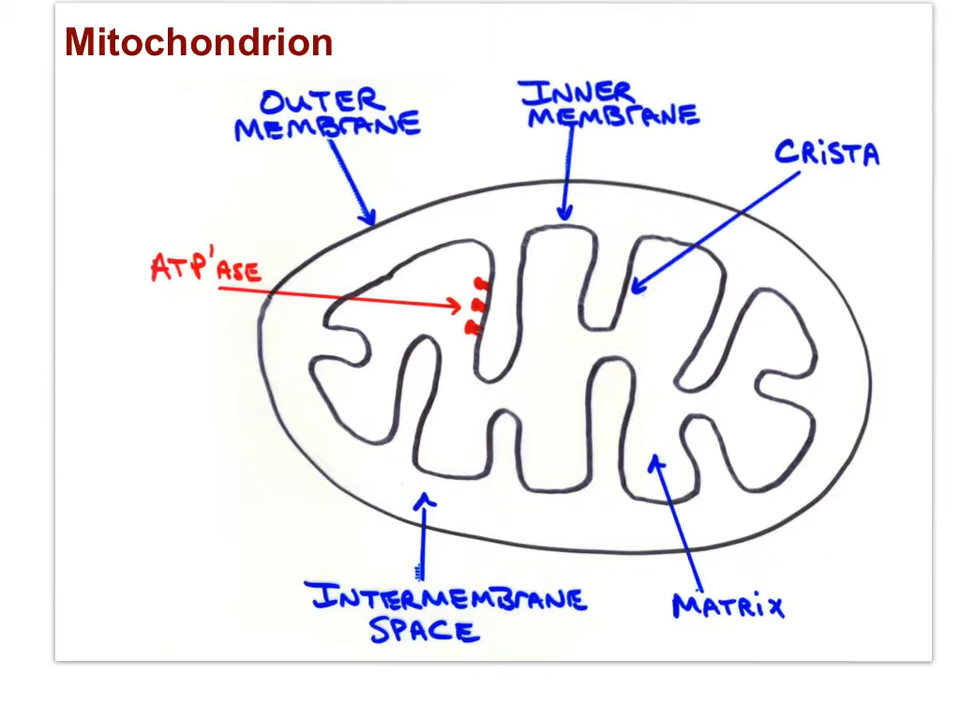 Mitochondrion
OUTER
MEMBRANE
INNER
MEMBRANE
CRISTA
ATP'ASE
INTERMEMBRANE
SPACE
MATRIX